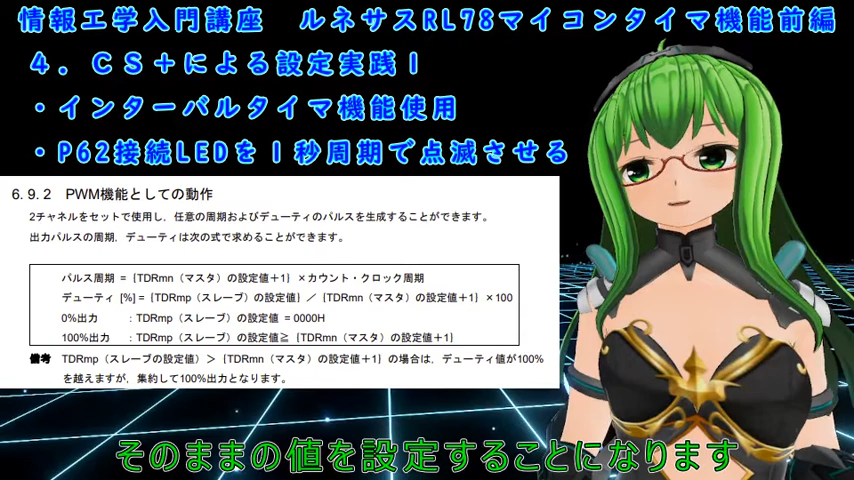 情報工学入門講座　ルネサスRL78マイコンタイマ機能前編
４．ＣＳ＋による設定実践１
・インターバルタイマ機能使用
・P62接続LEDを１秒周期で点滅させる
6.9.2　PWM機能としての動作
2チャネルをセットで使用し，任意の周期およびデューティのパルスを生成することができます。
出力パルスの周期，デューティは次の式で求めることができます。
パルス周期 =｛TDRmn（マスタ）の設定値＋1｝×カウント・クロック周期
デューティ [%] =｛TDRmp（スレーブ）の設定値｝／｛TDRmn（マスタ）の設定値＋1｝×100
0%出力　：TDRmp（スレーブ）の設定値 = 0000H
100%出力　：TDRmp（スレーブ）の設定値≧｛TDRmn（マスタ）の設定値＋1｝
備考　TDRmp（スレーブの設定値）＞｛TDRmn（マスタ）の設定値＋1｝の場合は，デューティ値が100%
を越えますが，集約して100%出力となります。
そのままの値を設定することになります